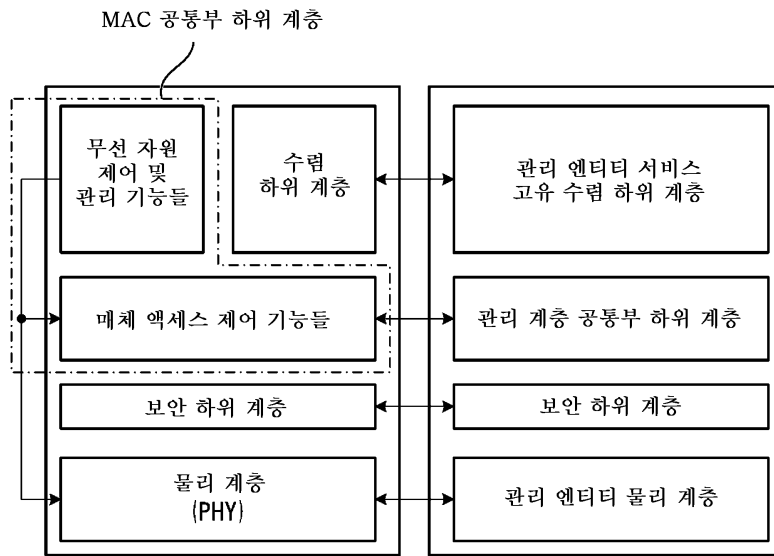 MAC 공통부 하위 계층
무선 자원
제어 및
관리 기능들
수렴
하위 계층
관리 엔티티 서비스
고유 수렴 하위 계층
매체 액세스 제어 기능들
관리 계층 공통부 하위 계층
보안 하위 계층
보안 하위 계층
물리 계층
(PHY)
관리 엔티티 물리 계층